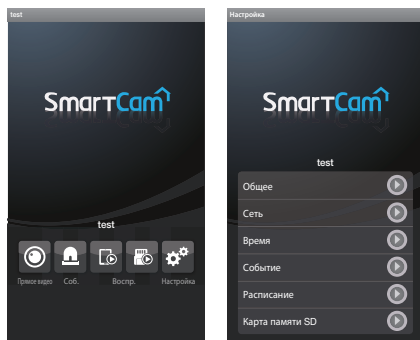 test
SmartCam
test
Прямое видео
Соб.
Воспр.
Настройка
Настройка
SmartCam
test
Общее
Сеть
Время
Событие
Расписание
Карта памяти SD